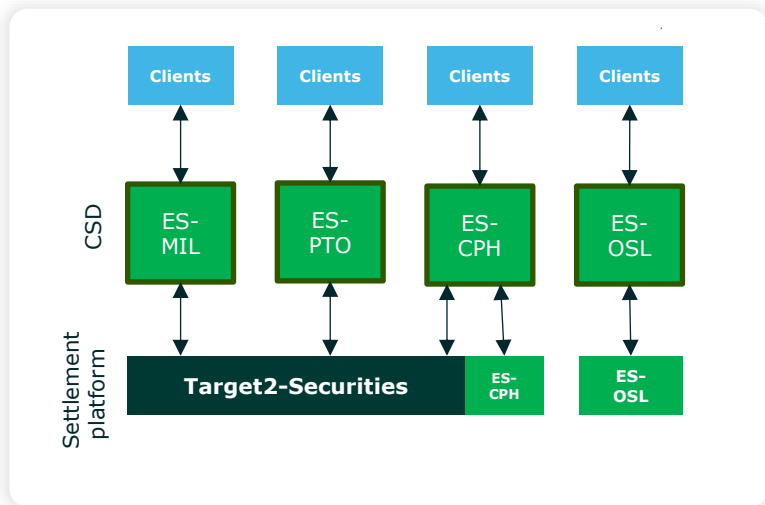 Clients
Clients
Clients
Clients
CSD
ES-
MIL
ES-
PTO
ES-
CPH
ES-
OSL
Settlement
platform
Target2-Securities
ES-
CPH
ES-
OSL